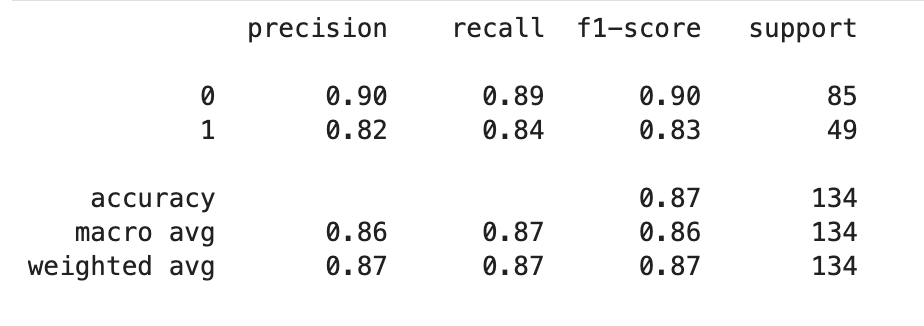 precision recall f1-score support
0 0.90 0.89 0.90 85
1 0.82 0.84 0.83 49
accuracy 0.87 134
macro avg 0.86 0.87 0.86 134
weighted avg 0.87 0.87 0.87 134